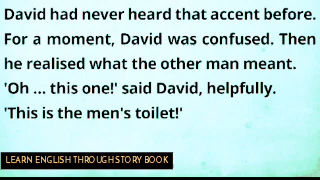 David had never heard that accent before.
For a moment, David was confused. Then
he realised what the other man meant.
'Oh ... this one!' said David, helpfully.
'This is the men's toilet!'
LEARN ENGLISH THROUGH STORY BOOK